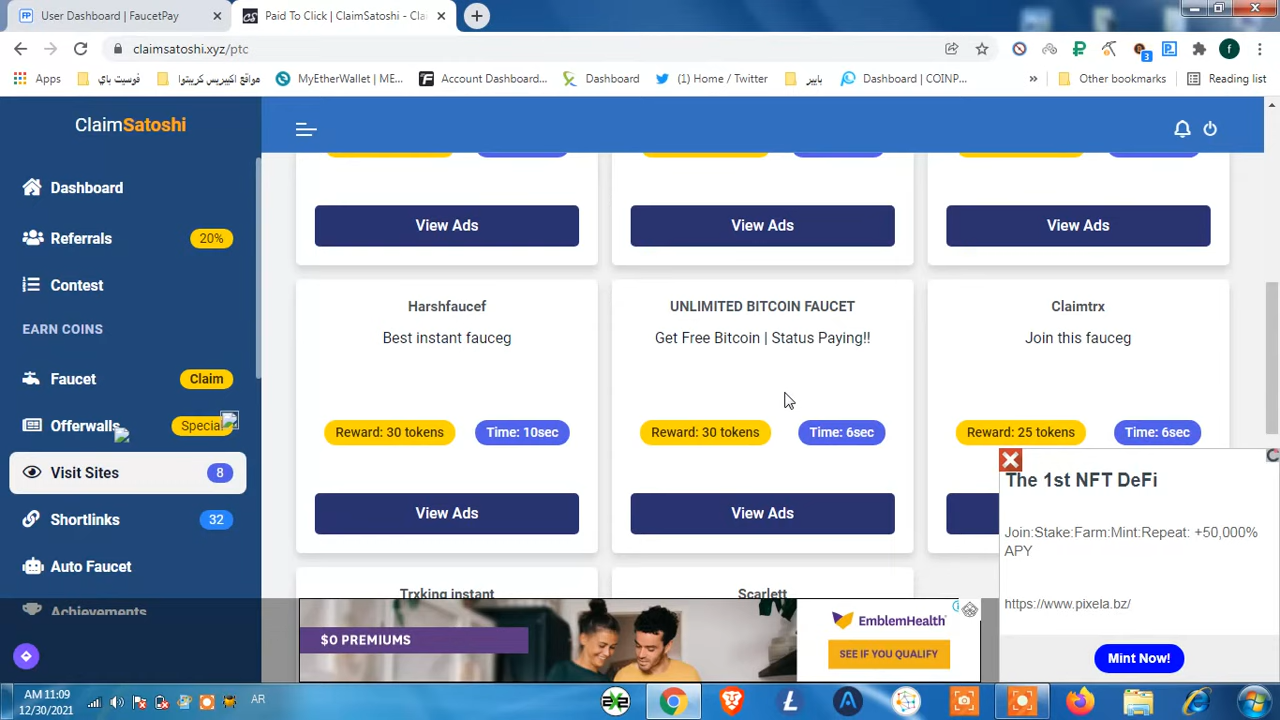 User Dashboard | FaucetPay
Paid To Click | ClaimSatoshi - Clai
claimsatoshi.xyz/ptc
f
Apps
فوسيت باي
مواقع اكبيريس كريبتوا
MyEtherWallet | ME...
Account Dashboard...
Dashboard
(1) Home / Twitter
بايير
Dashboard | COINP...
»
Other bookmarks
Reading list
ClaimSatoshi
Dashboard
Referrals
20%
Contest
EARN COINS
Faucet
Claim
Offerwalls
Special
Visit Sites
8
Shortlinks
32
Auto Faucet
Achievements
View Ads
View Ads
View Ads
Harshfaucef
Best instant fauceg
Reward: 30 tokens
Time: 10sec
View Ads
UNLIMITED BITCOIN FAUCET
Get Free Bitcoin | Status Paying!!
Reward: 30 tokens
Time: 6sec
View Ads
Claimtrx
Join this fauceg
Reward: 25 tokens
Time: 6sec
Trxking instant
Scarlett
The 1st NFT DeFi
Join:Stake:Farm:Mint:Repeat: +50,000%
APY
https://www.pixela.bz/
Mint Now!
$0 PREMIUMS
EmblemHealth
SEE IF YOU QUALIFY
AM 11:09
12/30/2021
AR